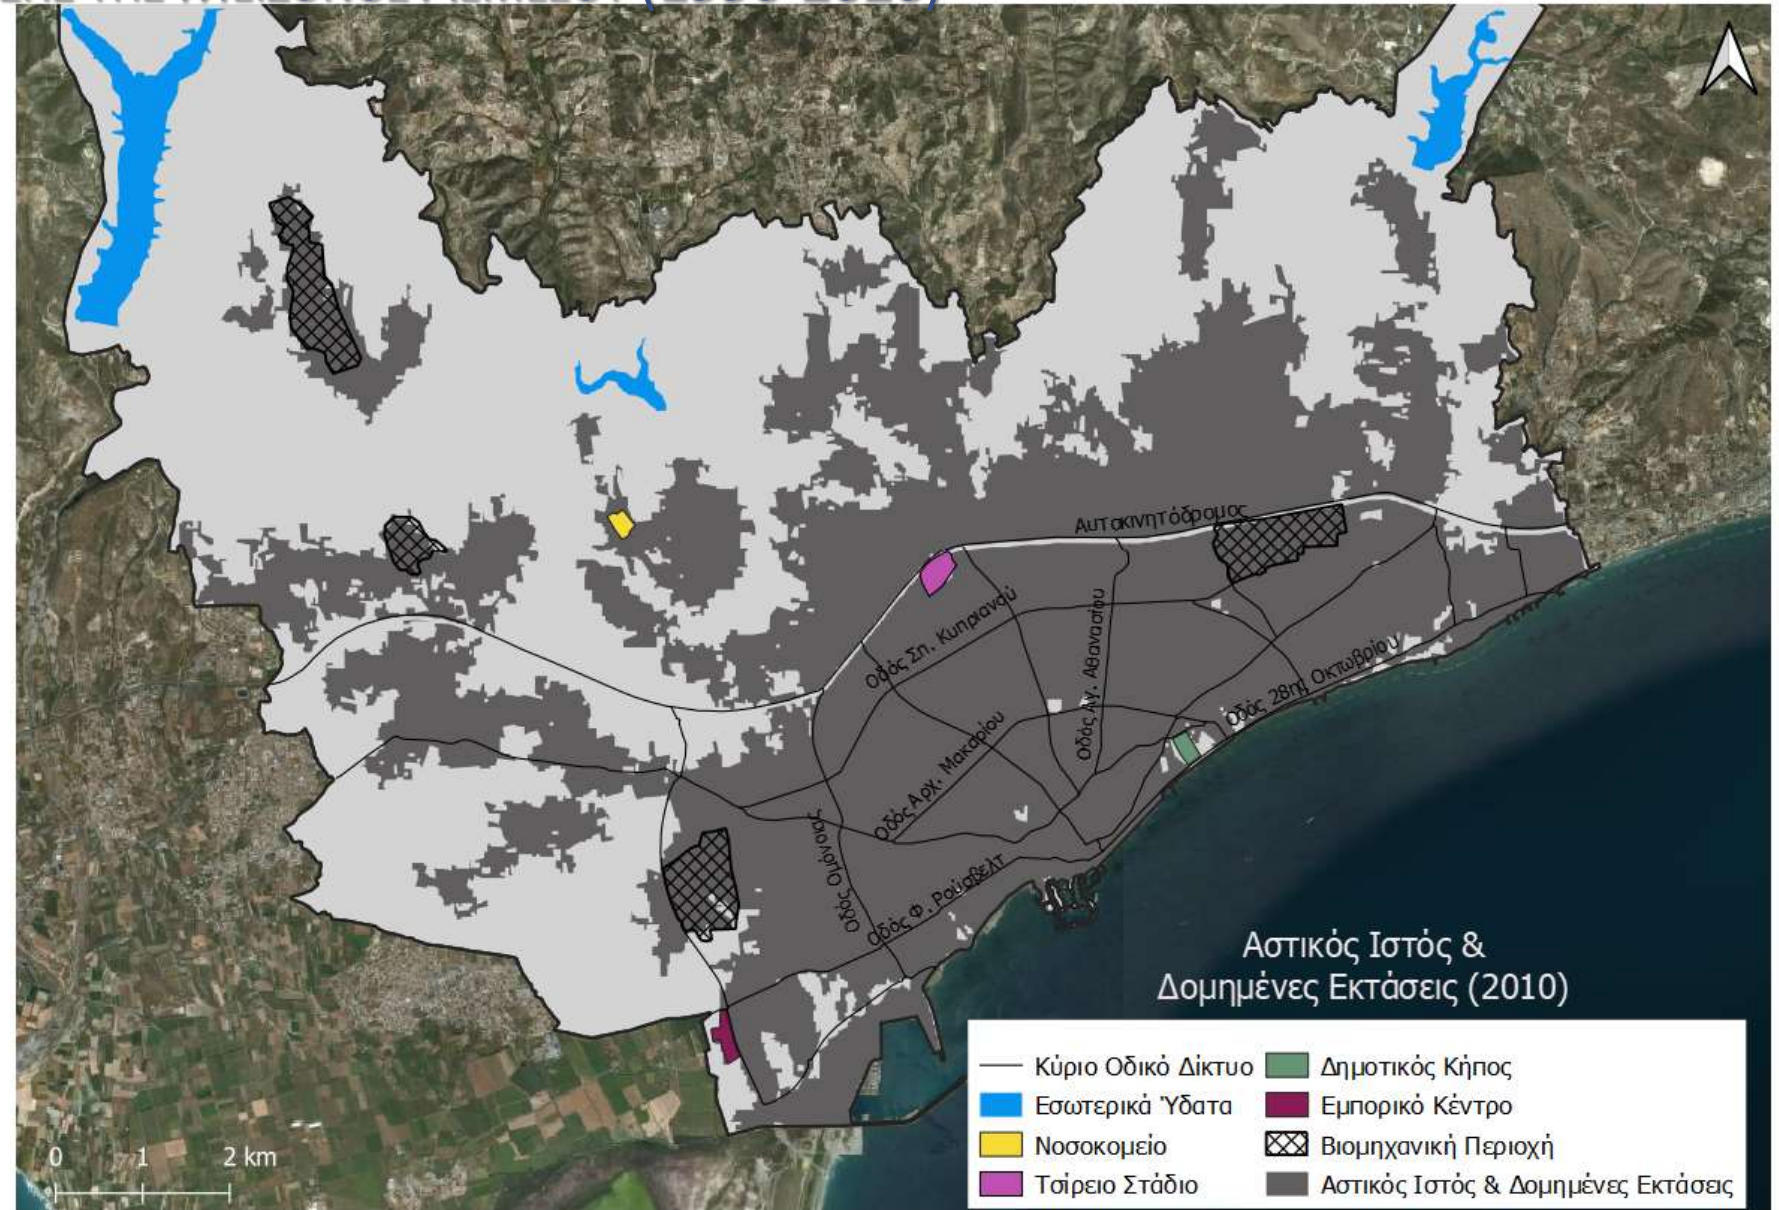 Αυτοκινητόδρομος
Οδός Σπ. Κυπριανού
Οδός Αγ. Αθανασίου
Οδός 28ης Οκτωβρίου
Οδός Αρχ. Μακαρίου
Οδός Ομόνοιας
Οδός Φ. Ρούσβελτ
Αστικός Ιστός &
Δομημένες Εκτάσεις (2010)
Κύριο Οδικό Δίκτυο
Δημοτικός Κήπος
Εσωτερικά Ύδατα
Εμπορικό Κέντρο
Νοσοκομείο
Βιομηχανική Περιοχή
Τσίρειο Στάδιο
Αστικός Ιστός & Δομημένες Εκτάσεις
0 1 2 km